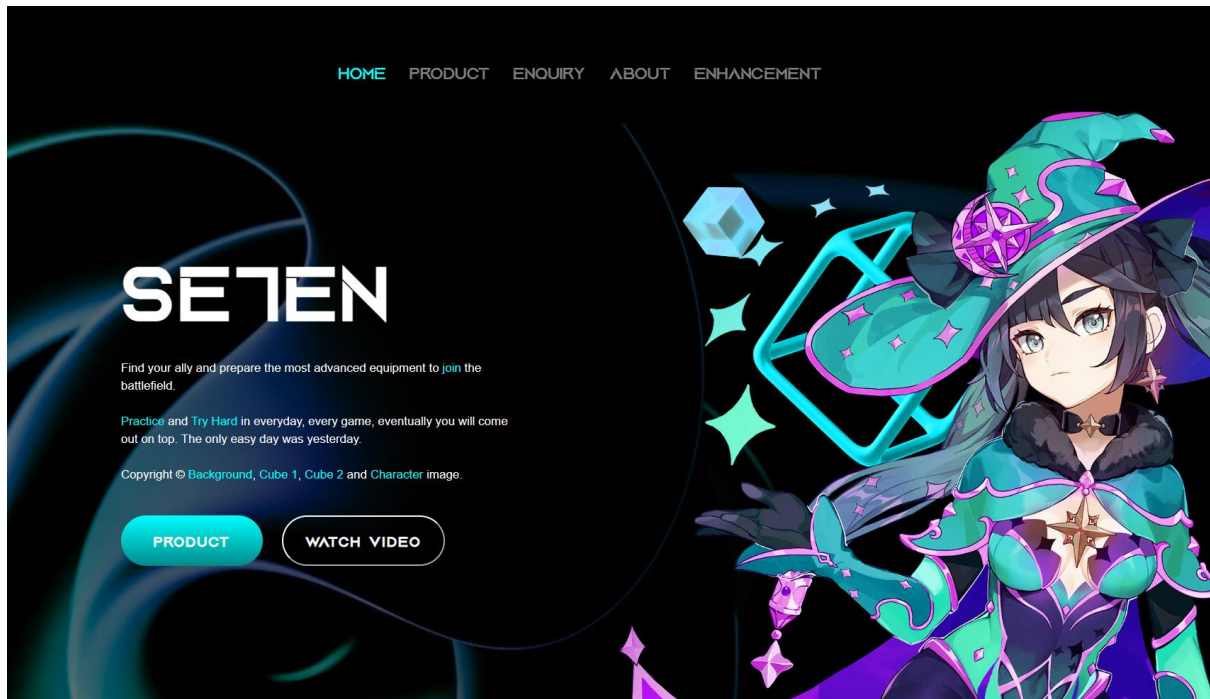 HOME PRODUCT ENQUIRY ABOUT ENHANCEMENT
SE7EN
Find your ally and prepare the most advanced equipment to join the
battlefield.
Practice and Try Hard in everyday, every game, eventually you will come
out on top. The only easy day was yesterday.
Copyright © Background, Cube 1, Cube 2 and Character image.
PRODUCT WATCH VIDEO